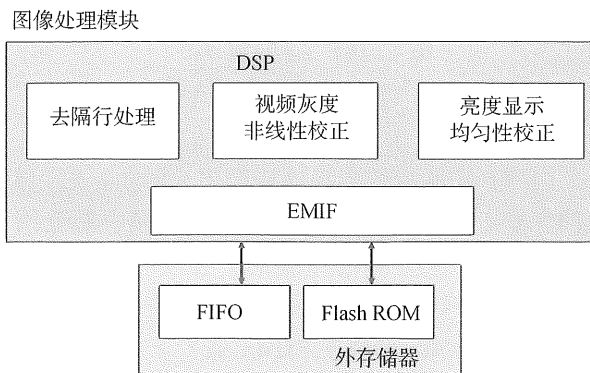 图像处理模块
DSP
去隔行处理
视频灰度
非线性校正
亮度显示
均匀性校正
EMIF
FIFO
Flash ROM
外存储器